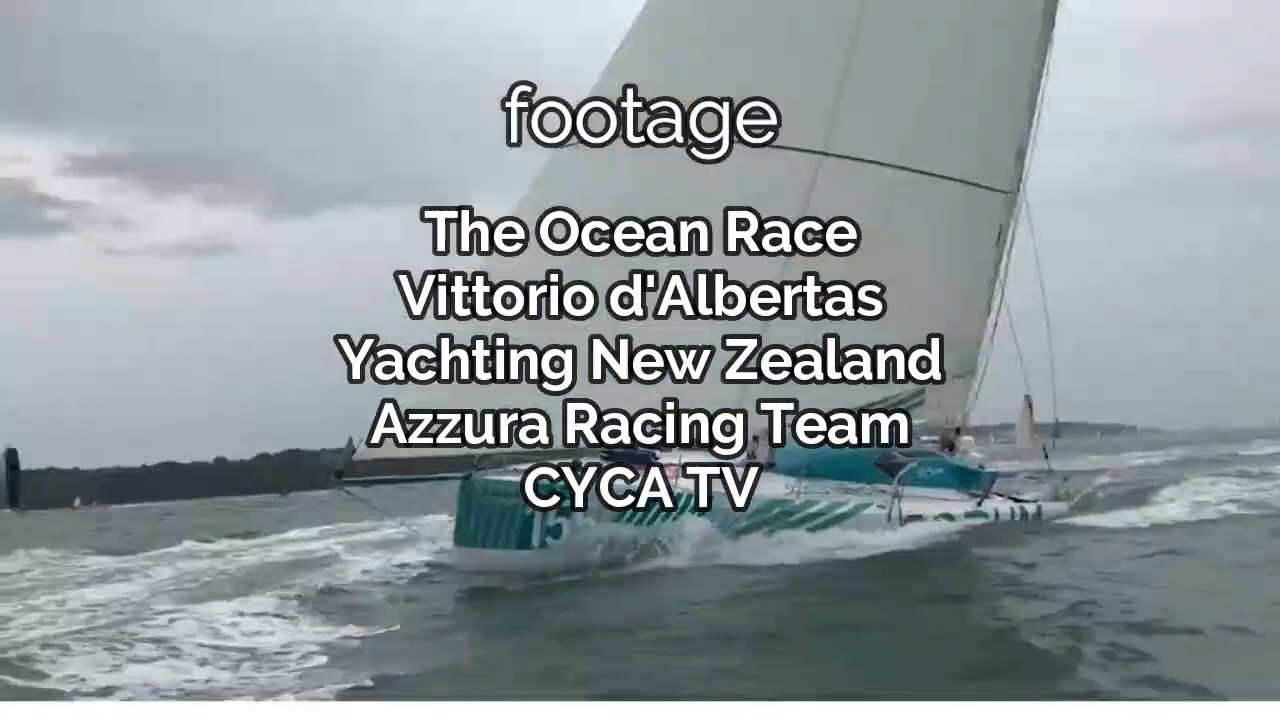 footage
The Ocean Race
Vittorio d'Albertas
Yachting New Zealand
Azzura Racing Team
CYCA TV